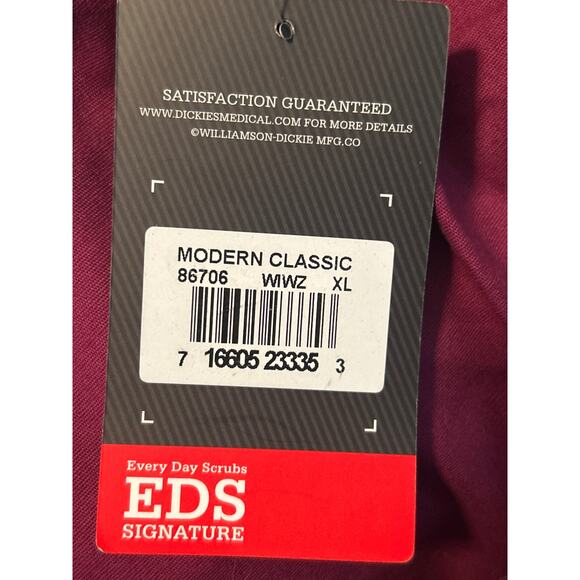 SATISFACTION GUARANTEED
WWW.DICKIESMEDICAL.COM FOR MORE DETAILS
©WILLIAMSON-DICKIE MFG.CO
MODERN CLASSIC
86706 WIWZ XL
7 16605 23335 3
Every Day Scrubs
EDS
SIGNATURE